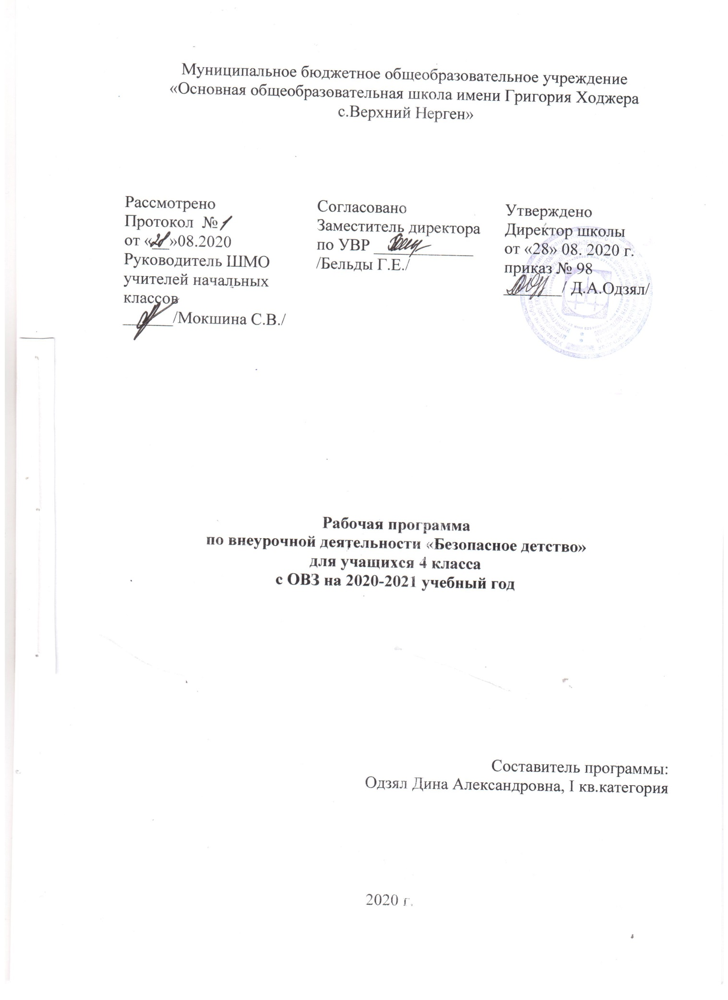 Муниципальное бюджетное общеобразовательное учреждение
«Основная общеобразовательная школа имени Григория Ходжера
с.Верхний Нерген»
Рассмотрено
Протокол №1
от «28»08.2020
Руководитель ШМО
учителей начальных
классов
______/Мокшина С.В./
Согласовано
Заместитель директора
по УВР ____________
/Бельды Г.Е./
Утверждено
Директор школы
от «28» 08. 2020 г.
приказ № 98
_______/ Д.А.Одзял/
Рабочая программа
по внеурочной деятельности «Безопасное детство»
для учащихся 4 класса
с ОВЗ на 2020-2021 учебный год
Составитель программы:
Одзял Дина Александровна, I кв.категория
2020 г.